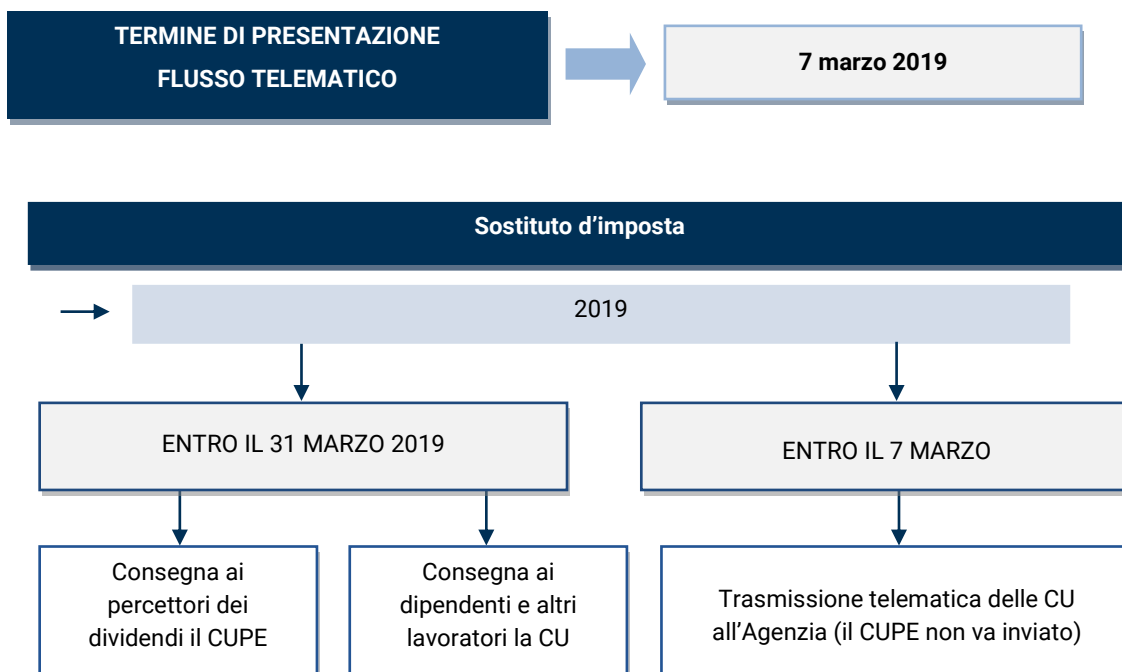 TERMINE DI PRESENTAZIONE
FLUSSO TELEMATICO
7 marzo 2019
Sostituto d’imposta
2019
ENTRO IL 31 MARZO 2019
ENTRO IL 7 MARZO
Consegna ai
percettori dei
dividendi il CUPE
Consegna ai
dipendenti e altri
lavoratori la CU
Trasmissione telematica delle CU
all’Agenzia (il CUPE non va inviato)